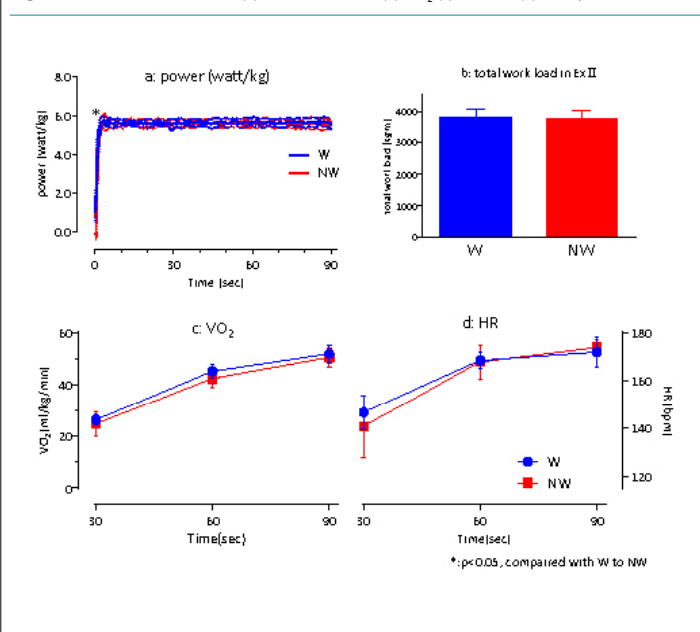 a: power (watt/kg)
8.0
6.0
4.0
2.0
0.0
power (watt/kg)
*
W
NW
0
30
60
90
Time (sec)
b: total work load in Ex II
4000
3000
2000
1000
0
W
NW
c: VO2
60
40
20
0
VO2(ml/kg/min)
30
60
90
Time(sec)
d: HR
180
160
140
120
HR(bpm)
W
NW
30
60
90
Time(sec)
*:p<0.05, compared with W to NW